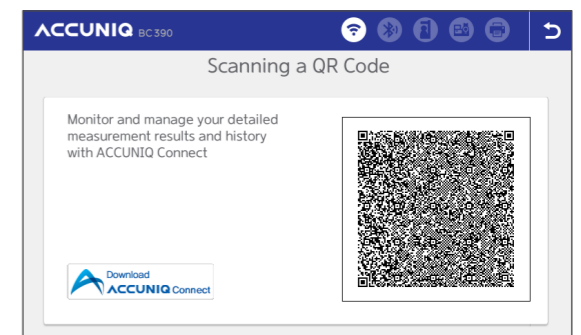 ACCUNIQ BC390
Scanning a QR Code
Monitor and manage your detailed
measurement results and history
with ACCUNIQ Connect
Download
ACCUNIQ Connect